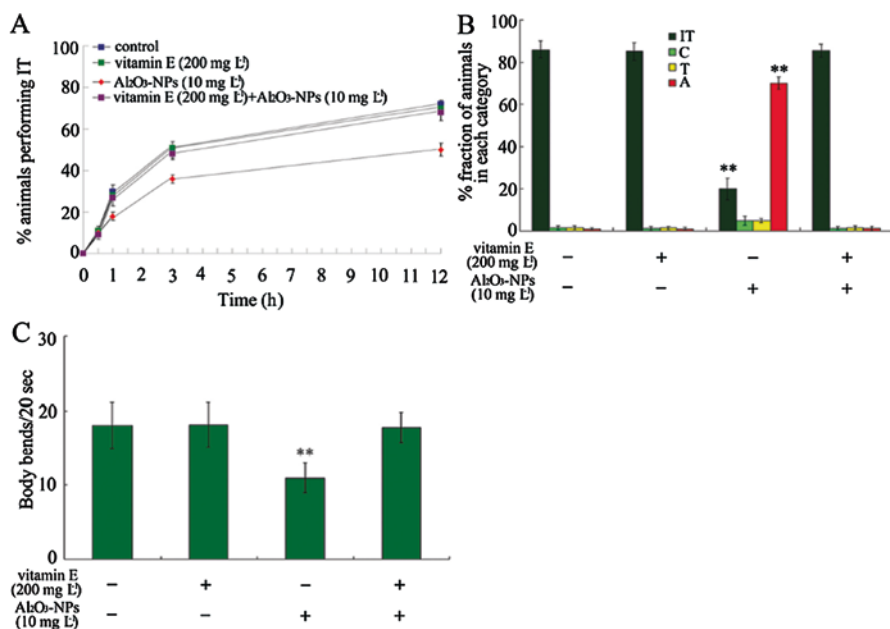 A
% animals performing IT
100
80
60
40
20
0
control
vitamin E (200 mg L⁻¹)
Al₂O₃-NPs (10 mg L⁻¹)
vitamin E (200 mg L⁻¹)+Al₂O₃-NPs (10 mg L⁻¹)
0 1 2 3 4 5 6 7 8 9 10 11 12
Time (h)
B
% fraction of animals
in each category
100
80
60
40
20
0
IT
C
T
A
**
**
vitamin E
(200 mg L⁻¹)
− + − +
Al₂O₃-NPs
(10 mg L⁻¹)
− − + +
C
Body bends/20 sec
30
20
10
0
**
vitamin E
(200 mg L⁻¹)
− + − +
Al₂O₃-NPs
(10 mg L⁻¹)
− − + +